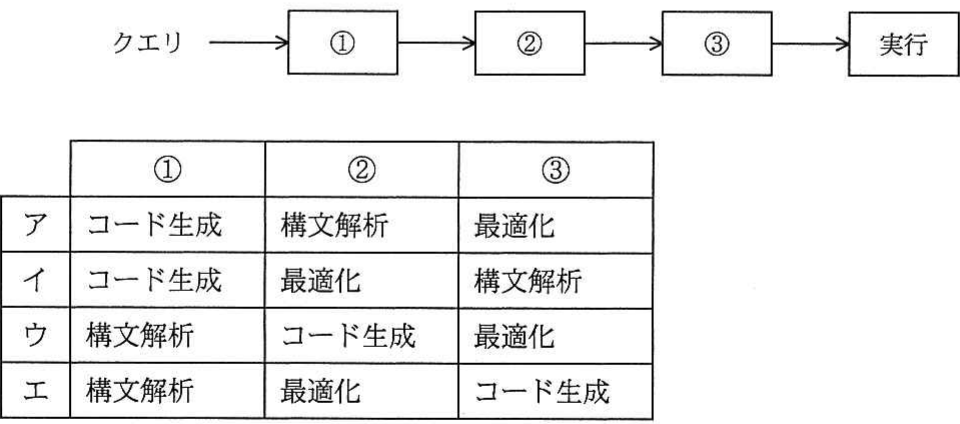 クエリ ① ② ③ 実行
① ② ③
ア コード生成 構文解析 最適化
イ コード生成 最適化 構文解析
ウ 構文解析 コード生成 最適化
エ 構文解析 最適化 コード生成